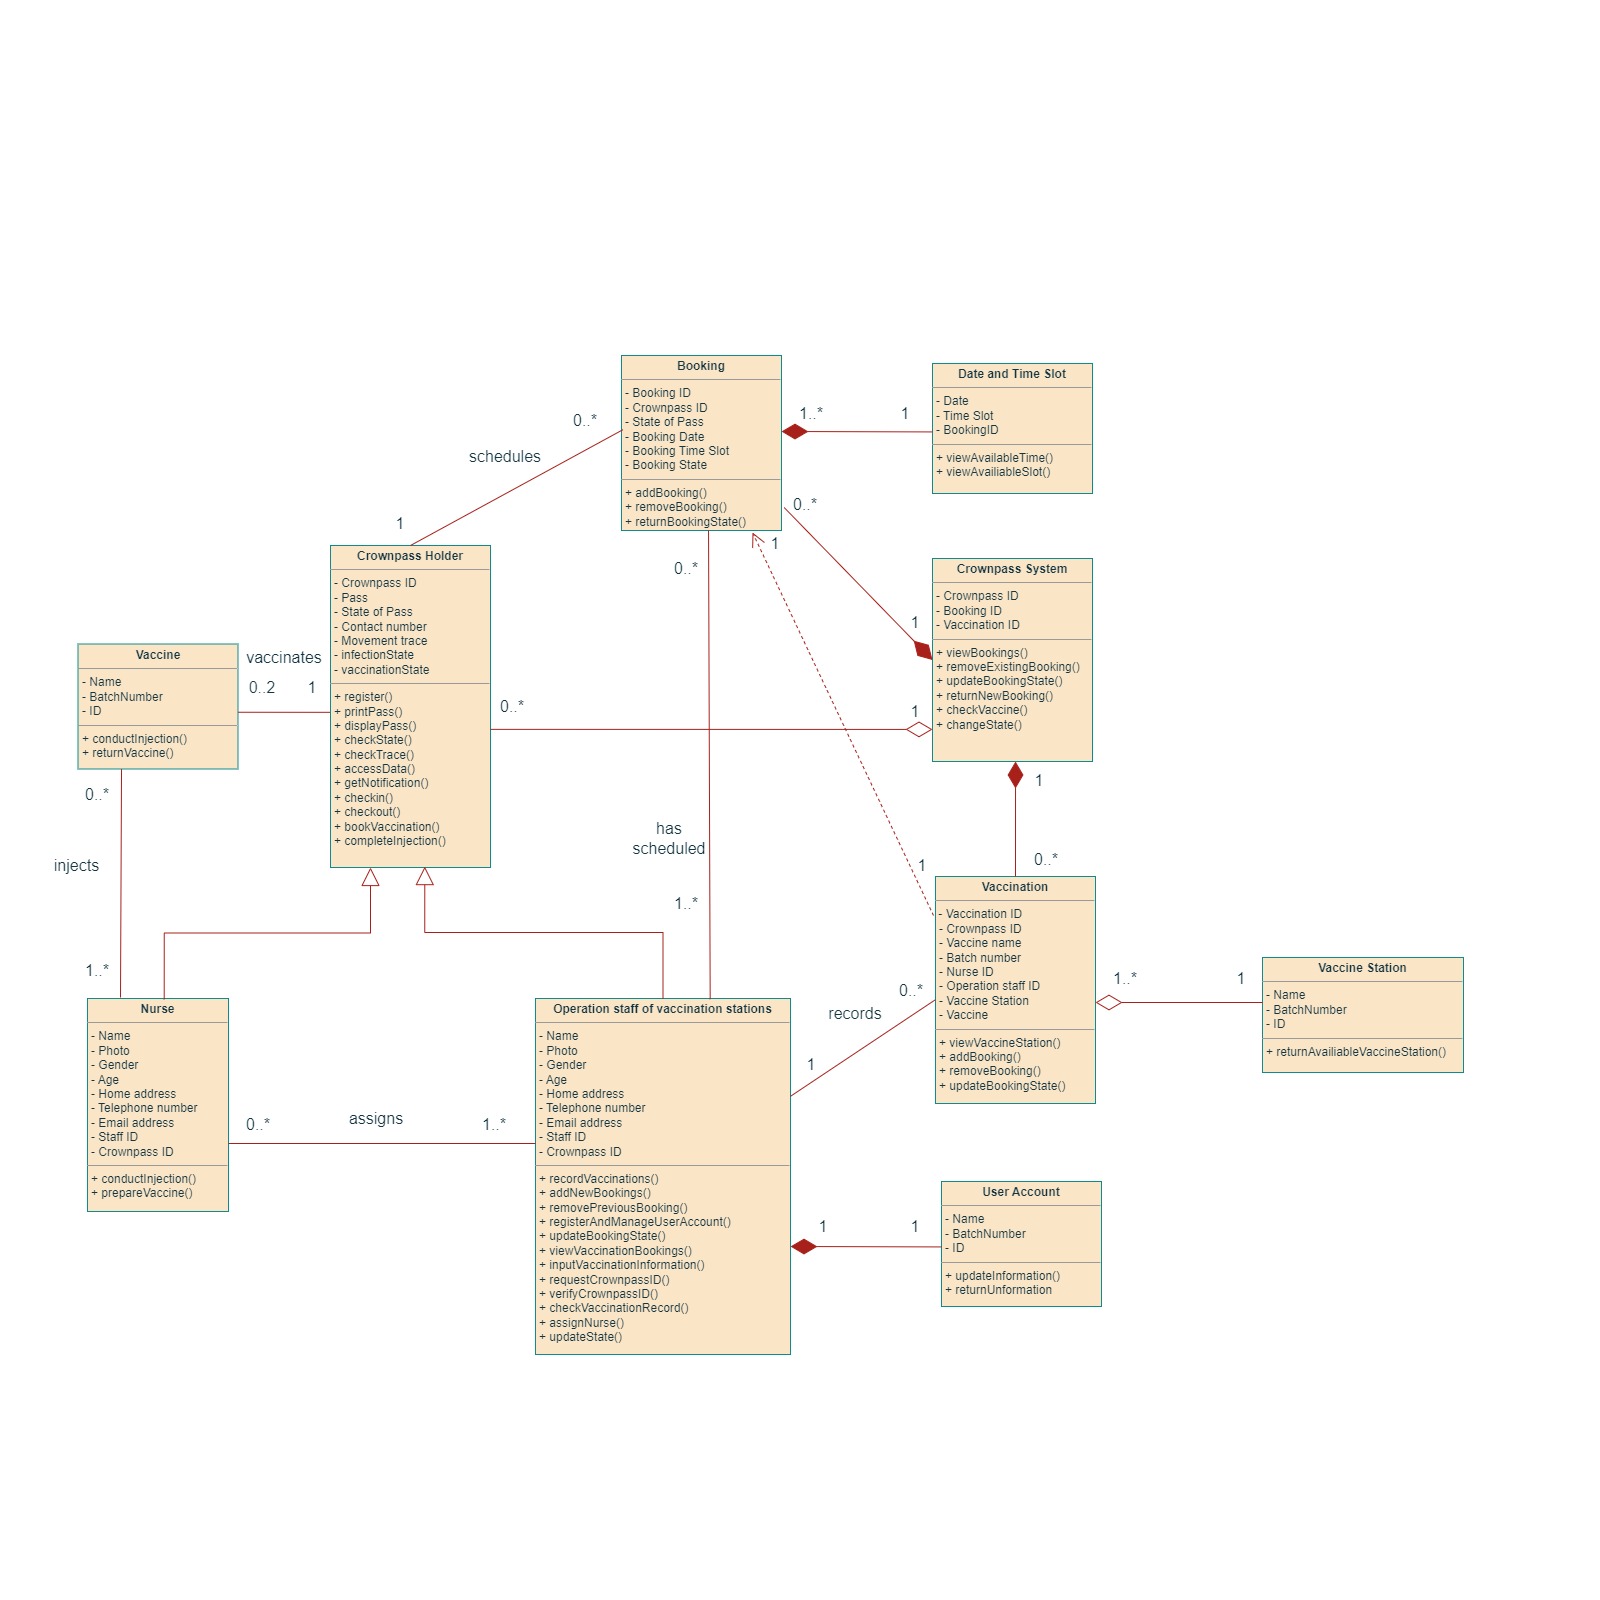 Booking
- Booking ID
- Crownpass ID
- State of Pass
- Booking Date
- Booking Time Slot
- Booking State
+ addBooking()
+ removeBooking()
+ returnBookingState()
1..*
1
Date and Time Slot
- Date
- Time Slot
- BookingID
+ viewAvailableTime()
+ viewAvailiableSlot()
0..*
schedules
1
0..*
1
0..*
1
Crownpass Holder
- Crownpass ID
- Pass
- State of Pass
- Contact number
- Movement trace
- infectionState
- vaccinationState
+ register()
+ printPass()
+ displayPass()
+ checkState()
+ checkTrace()
+ accessData()
+ getNotification()
+ checkin()
+ checkout()
+ bookVaccination()
+ completeInjection()
Crownpass System
- Crownpass ID
- Booking ID
- Vaccination ID
+ viewBookings()
+ removeExistingBooking()
+ updateBookingState()
+ returnNewBooking()
+ checkVaccine()
+ changeState()
Vaccine
- Name
- BatchNumber
- ID
+ conductInjection()
+ returnVaccine()
vaccinates
0..2
1
0..*
1
1
0..*
0..*
injects
1..*
has
scheduled
1..*
1
Vaccination
- Vaccination ID
- Crownpass ID
- Vaccine name
- Batch number
- Nurse ID
- Operation staff ID
- Vaccine Station
- Vaccine
+ viewVaccineStation()
+ addBooking()
+ removeBooking()
+ updateBookingState()
1..*
1
Vaccine Station
- Name
- BatchNumber
- ID
+ returnAvailiableVaccineStation()
Nurse
- Name
- Photo
- Gender
- Age
- Home address
- Telephone number
- Email address
- Staff ID
- Crownpass ID
+ conductInjection()
+ prepareVaccine()
0..*
assigns
1..*
Operation staff of vaccination stations
- Name
- Photo
- Gender
- Age
- Home address
- Telephone number
- Email address
- Staff ID
- Crownpass ID
+ recordVaccinations()
+ addNewBookings()
+ removePreviousBooking()
+ registerAndManageUserAccount()
+ updateBookingState()
+ viewVaccinationBookings()
+ inputVaccinationInformation()
+ requestCrownpassID()
+ verifyCrownpassID()
+ checkVaccinationRecord()
+ assignNurse()
+ updateState()
0..*
records
1
1
1
User Account
- Name
- BatchNumber
- ID
+ updateInformation()
+ returnUnformation